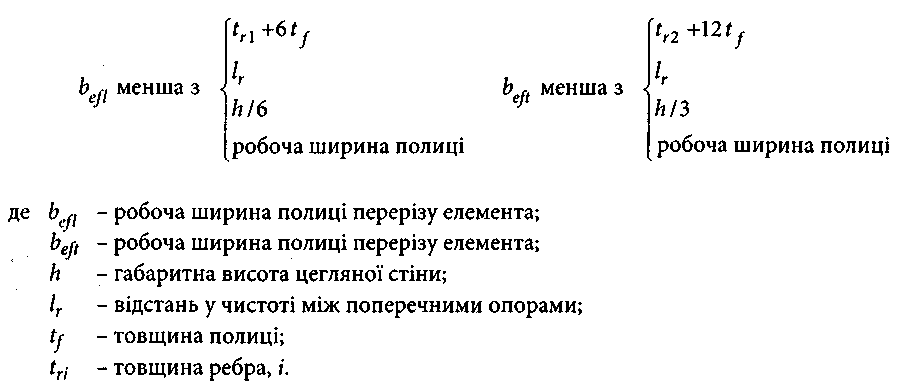 b_efl менша з { t_r1 +6t_f
l_r
h/6
робоча ширина полиці
b_eft менша з { t_r2 +12t_f
l_r
h/3
робоча ширина полиці
де b_efl – робоча ширина полиці перерізу елемента;
b_eft – робоча ширина полиці перерізу елемента;
h – габаритна висота цегляної стіни;
l_r – відстань у чистоті між поперечними опорами;
t_f – товщина полиці;
t_ri – товщина ребра, i.